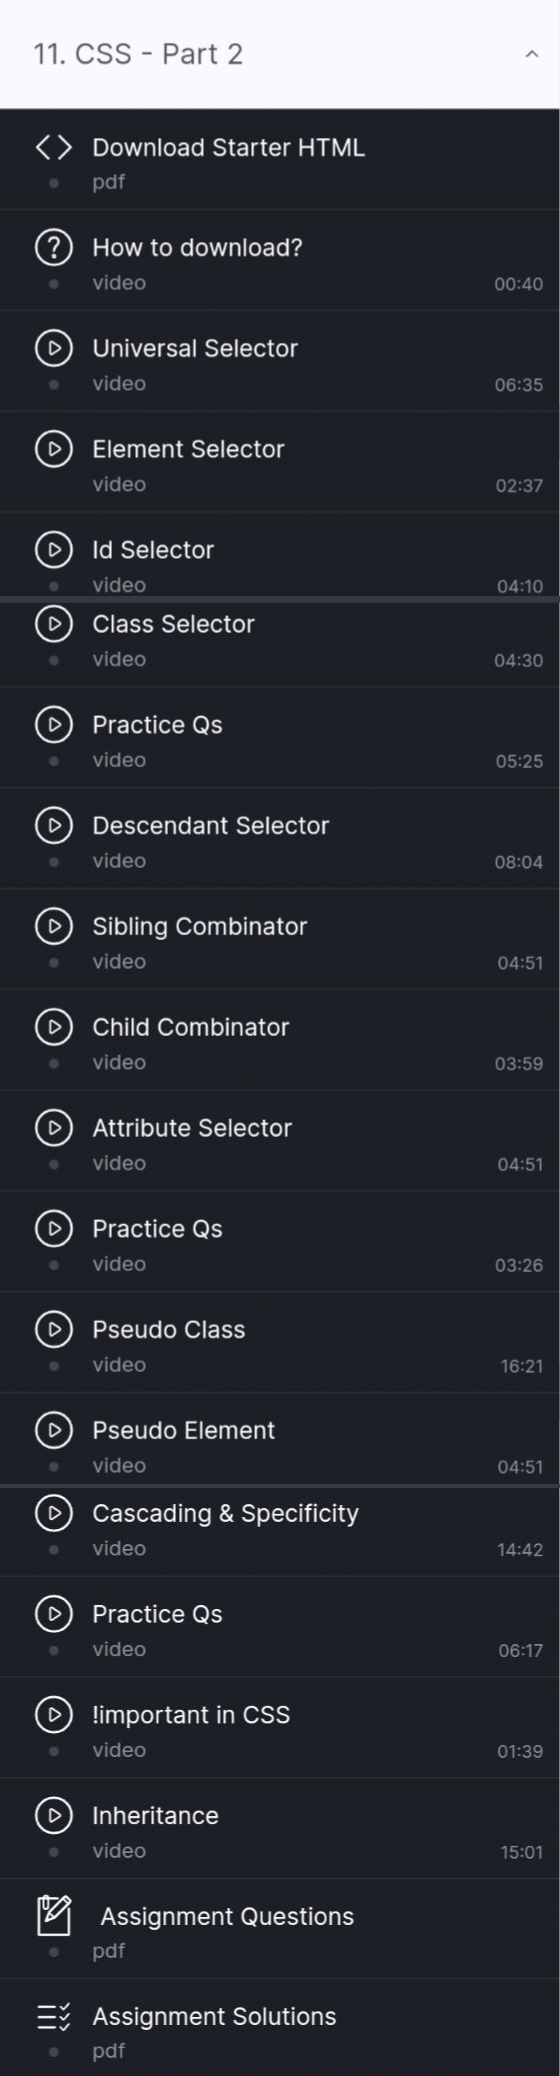 11. CSS - Part 2
Download Starter HTML
pdf
How to download?
video 00:40
Universal Selector
video 06:35
Element Selector
video 02:37
Id Selector
video 04:10
Class Selector
video 04:30
Practice Qs
video 05:25
Descendant Selector
video 08:04
Sibling Combinator
video 04:51
Child Combinator
video 03:59
Attribute Selector
video 04:51
Practice Qs
video 03:26
Pseudo Class
video 16:21
Pseudo Element
video 04:51
Cascading & Specificity
video 14:42
Practice Qs
video 06:17
!important in CSS
video 01:39
Inheritance
video 15:01
Assignment Questions
pdf
Assignment Solutions
pdf